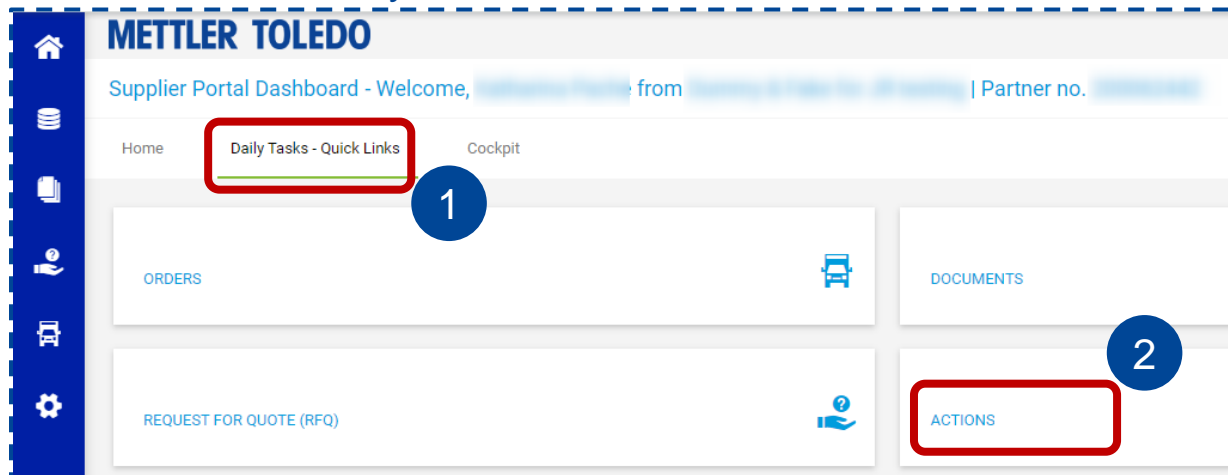 METTLER TOLEDO
Supplier Portal Dashboard - Welcome, from | Partner no.
Home Daily Tasks - Quick Links Cockpit
1
ORDERS DOCUMENTS
2
REQUEST FOR QUOTE (RFQ) ACTIONS